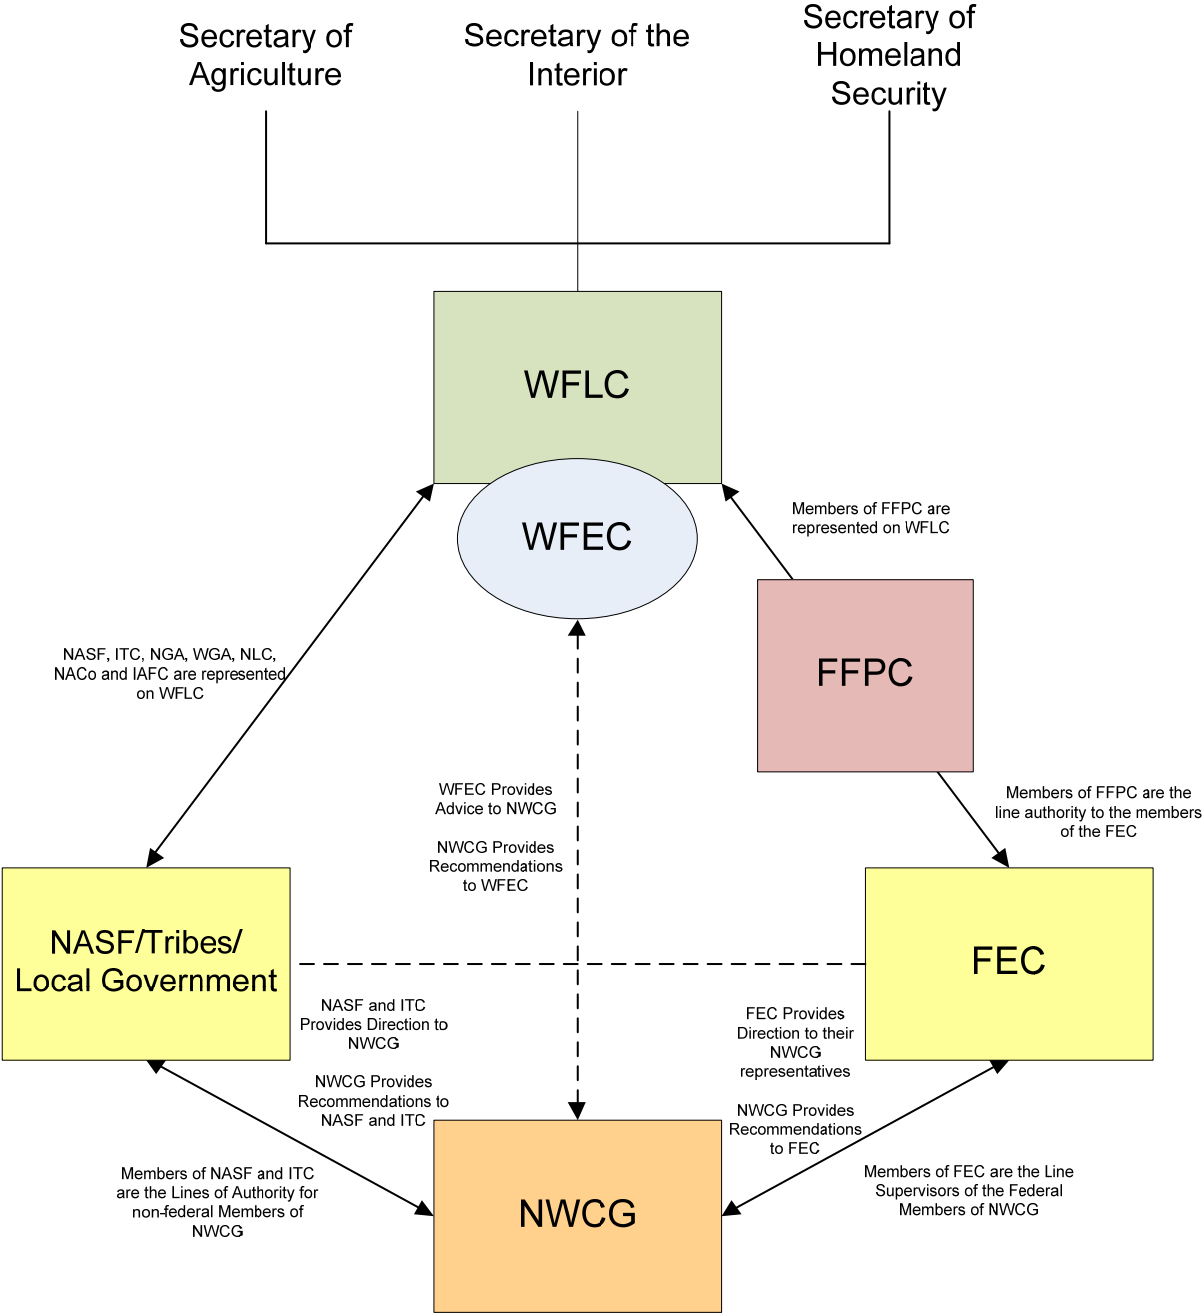 Secretary of
Agriculture
Secretary of the
Interior
Secretary of
Homeland
Security
WFLC
WFEC
Members of FFPC are
represented on WFLC
FFPC
NASF, ITC, NGA, WGA, NLC,
NACo and IAFC are represented
on WFLC
WFEC Provides
Advice to NWCG
NWCG Provides
Recommendations
to WFEC
Members of FFPC are the
line authority to the members
of the FEC
NASF/Tribes/
Local Government
FEC
NASF and ITC
Provides Direction to
NWCG
NWCG Provides
Recommendations to
NASF and ITC
FEC Provides
Direction to their
NWCG
representatives
NWCG Provides
Recommendations
to FEC
Members of NASF and ITC
are the Lines of Authority for
non-federal Members of
NWCG
NWCG
Members of FEC are the Line
Supervisors of the Federal
Members of NWCG